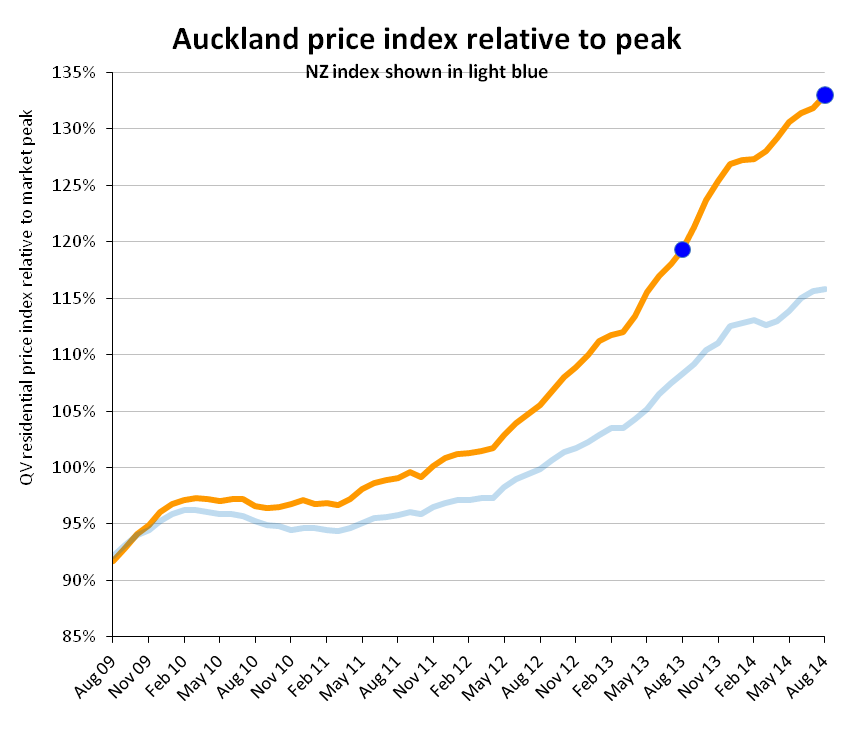 Auckland price index relative to peak
NZ index shown in light blue
QV residential price index relative to market peak
135%
130%
125%
120%
115%
110%
105%
100%
95%
90%
85%
Aug 09
Nov 09
Feb 10
May 10
Aug 10
Nov 10
Feb 11
May 11
Aug 11
Nov 11
Feb 12
May 12
Aug 12
Nov 12
Feb 13
May 13
Aug 13
Nov 13
Feb 14
May 14
Aug 14